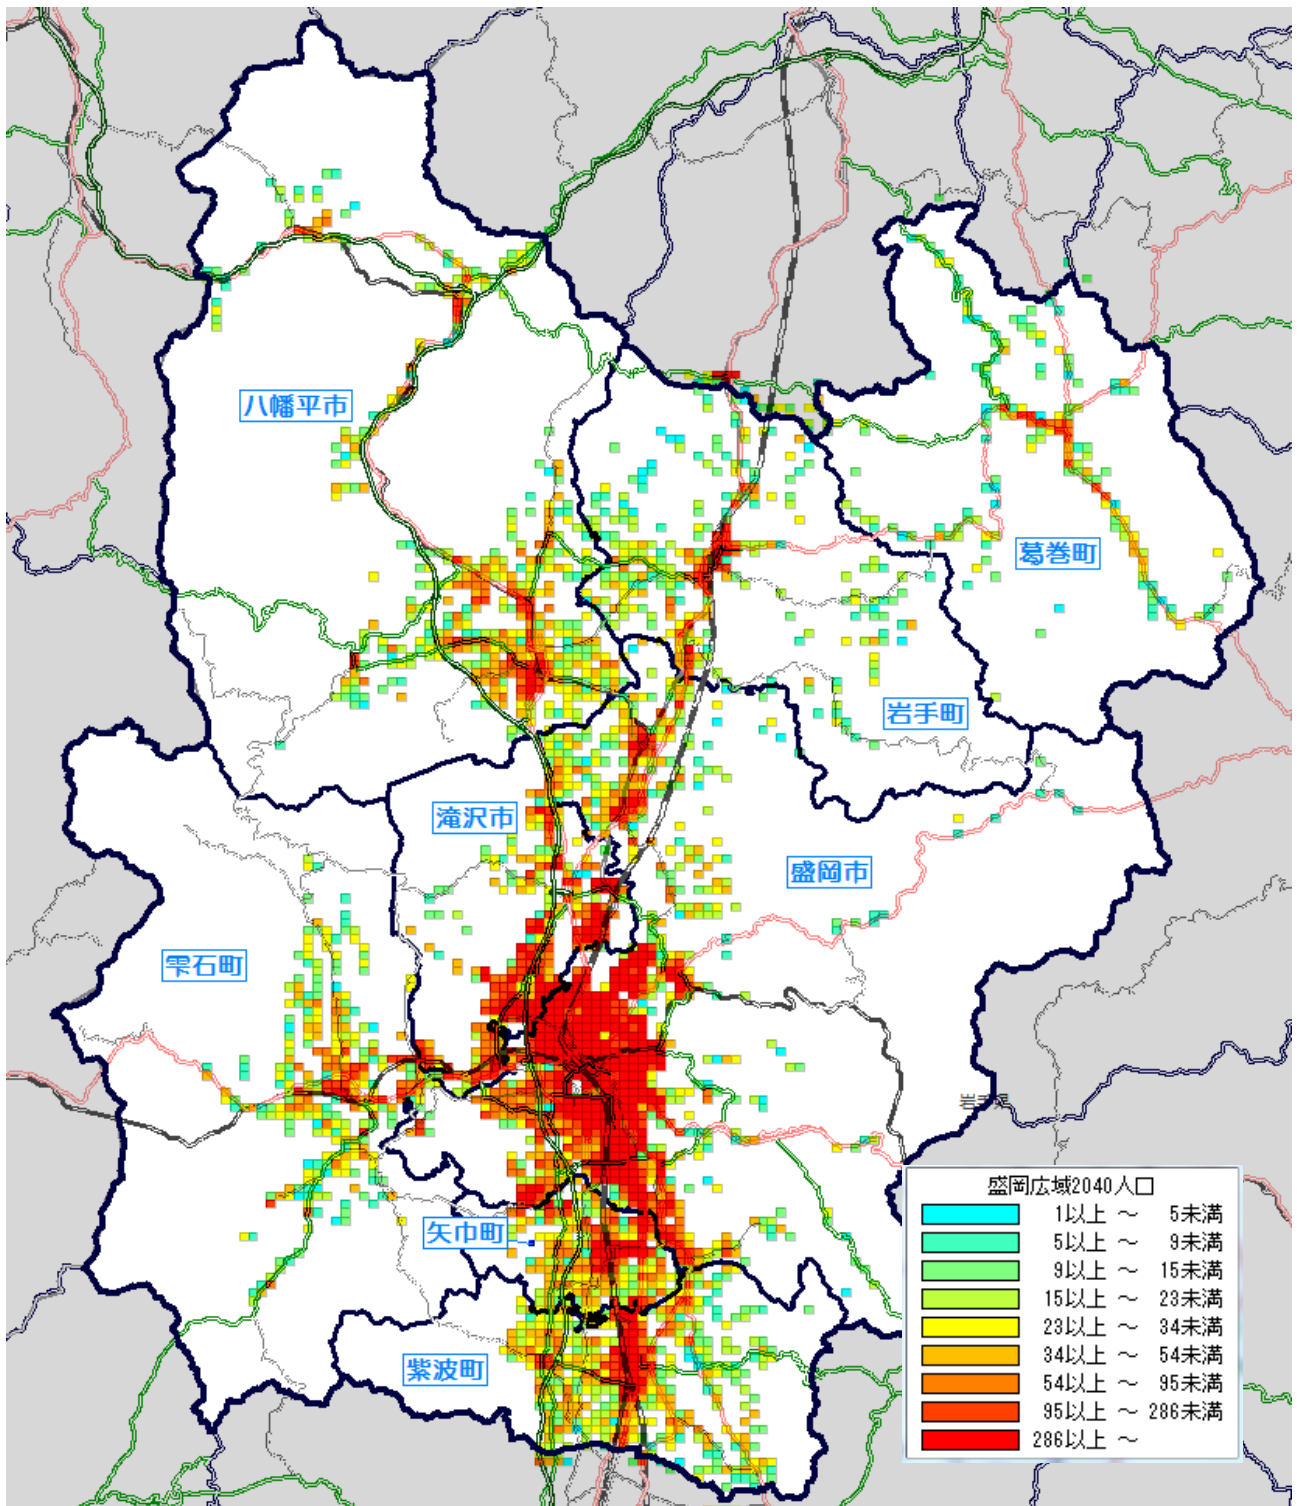 八幡平市
葛巻町
岩手町
滝沢市
盛岡市
雫石町
矢巾町
紫波町
盛岡広域2040人口
1以上 ～ 5未満
5以上 ～ 9未満
9以上 ～ 15未満
15以上 ～ 23未満
23以上 ～ 34未満
34以上 ～ 54未満
54以上 ～ 95未満
95以上 ～ 286未満
286以上 ～